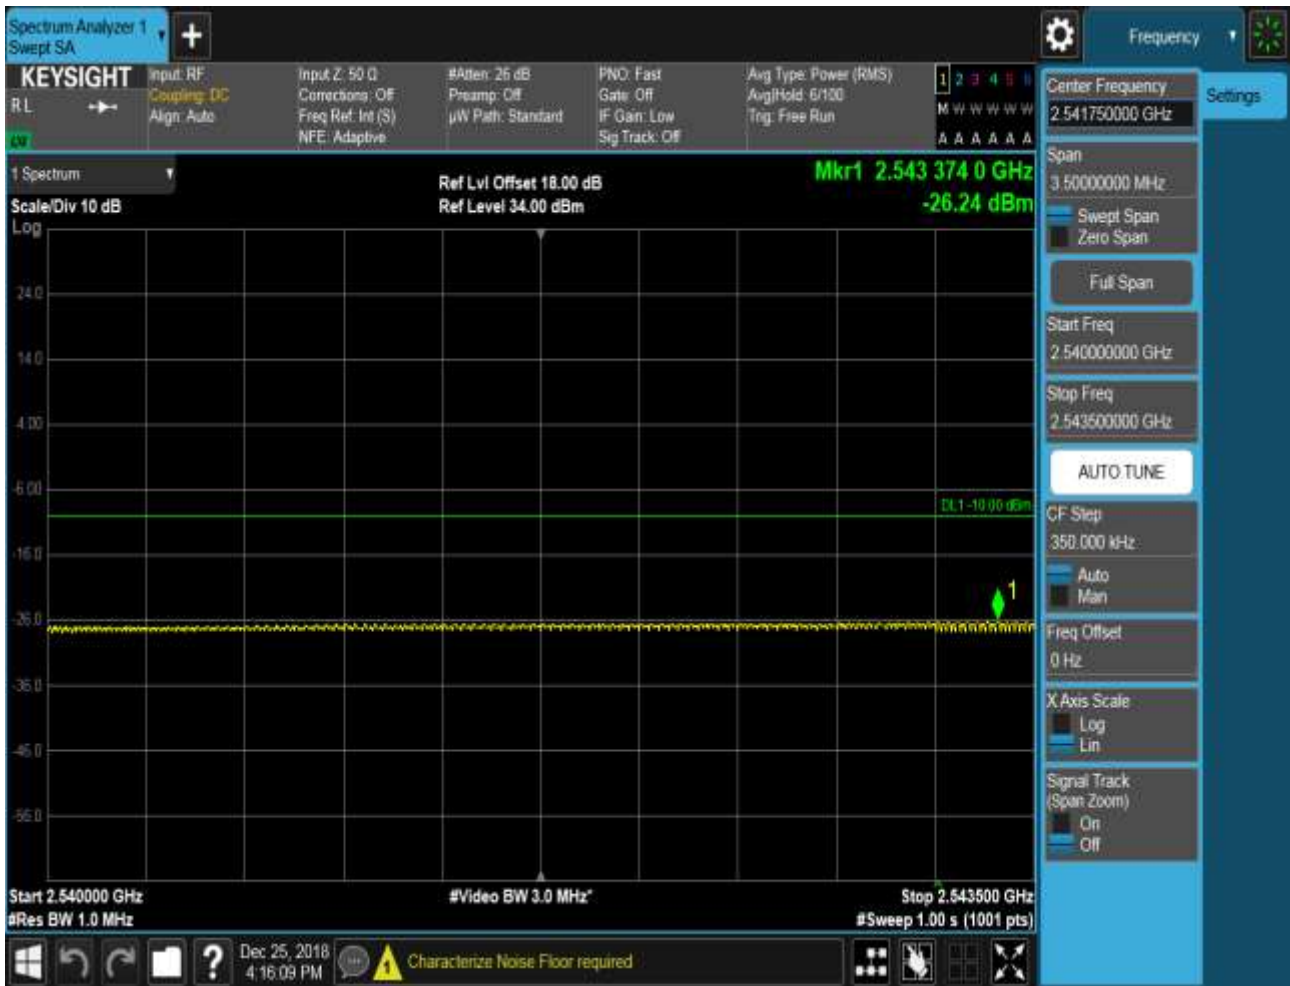 Spectrum Analyzer 1
Swept SA
+
Frequency
KEYSIGHT
RL
Input: RF
Coupling: DC
Align: Auto
Input Z: 50 Ω
Corrections: Off
Freq Ref: Int (S)
NFE: Adaptive
#Atten: 26 dB
Preamp: Off
µW Path: Standard
PNO: Fast
Gate: Off
IF Gain: Low
Sig Track: Off
Avg Type: Power (RMS)
Avg|Hold: 6/100
Trig: Free Run
1 2 3 4 5 6
M W W W W W
A A A A A A
Center Frequency
2.541750000 GHz
Settings
Span
3.50000000 MHz
Swept Span
Zero Span
Full Span
Start Freq
2.540000000 GHz
Stop Freq
2.543500000 GHz
AUTO TUNE
CF Step
350.000 kHz
Auto
Man
Freq Offset
0 Hz
X Axis Scale
Log
Lin
Signal Track
(Span Zoom)
On
Off
1 Spectrum
Scale/Div 10 dB
Log
Ref Lvl Offset 18.00 dB
Ref Level 34.00 dBm
Mkr1 2.543 374 0 GHz
-26.24 dBm
24.0
14.0
4.00
-6.00
DL1 -10.00 dBm
-16.0
1
-26.0
-36.0
-46.0
-56.0
Start 2.540000 GHz
#Video BW 3.0 MHz*
Stop 2.543500 GHz
#Res BW 1.0 MHz
#Sweep 1.00 s (1001 pts)
?
Dec 25, 2018
4:16:09 PM
1
Characterize Noise Floor required